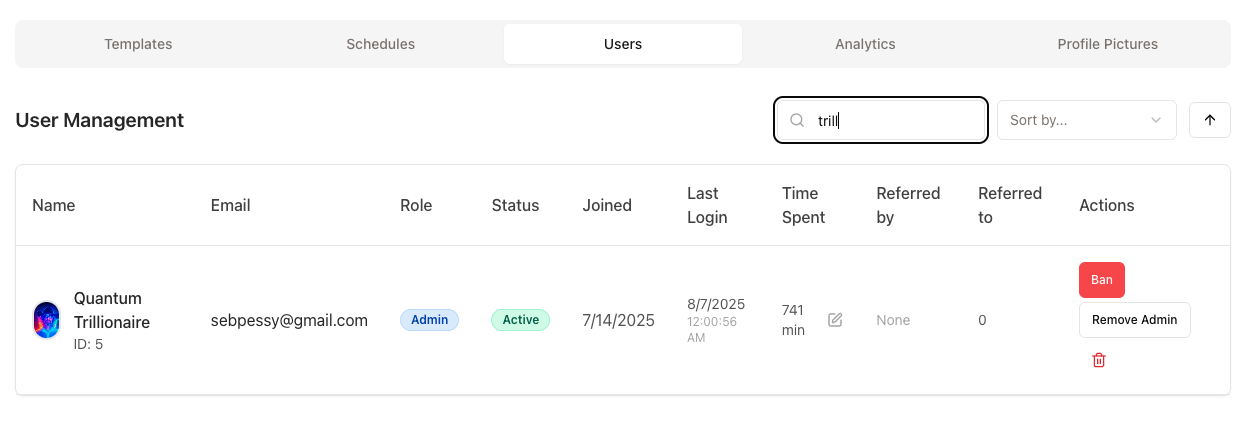 Templates
Schedules
Users
Analytics
Profile Pictures
User Management
trill
Sort by...
Name
Email
Role
Status
Joined
Last
Login
Time
Spent
Referred
by
Referred
to
Actions
Quantum
Trillionaire
ID: 5
sebpessy@gmail.com
Admin
Active
7/14/2025
8/7/2025
12:00:56
AM
741
min
None
0
Ban
Remove Admin